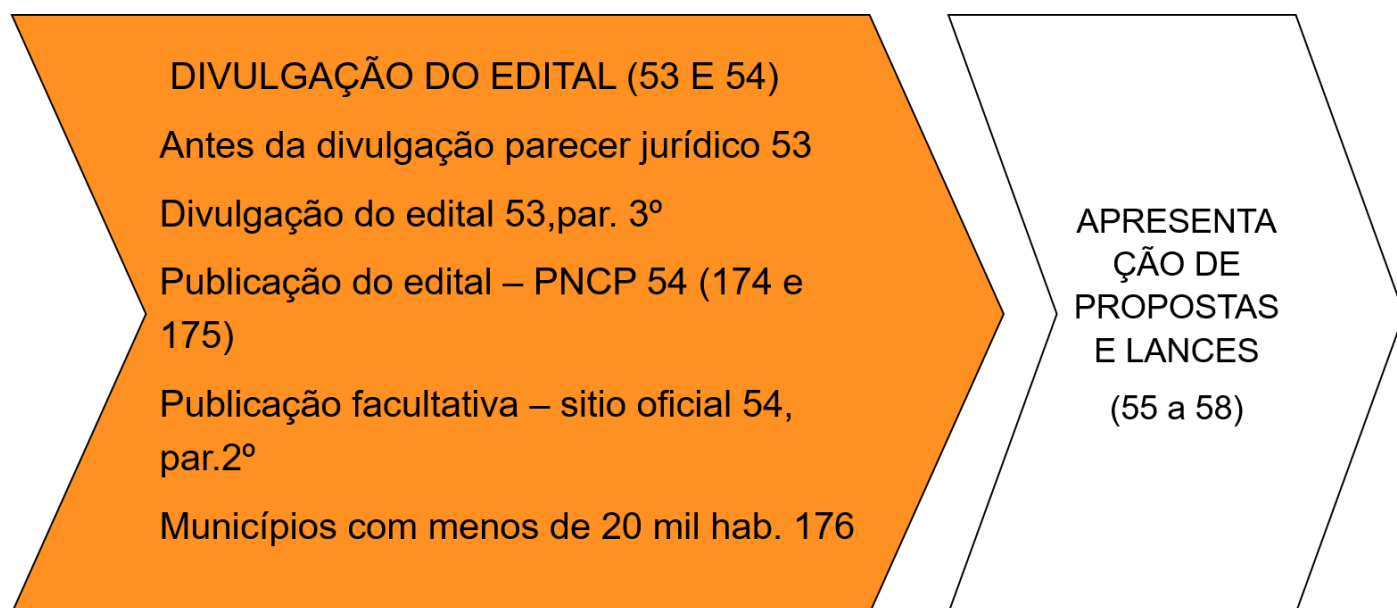 DIVULGAÇÃO DO EDITAL (53 E 54)
Antes da divulgação parecer jurídico 53
Divulgação do edital 53,par. 3º
Publicação do edital – PNCP 54 (174 e
175)
Publicação facultativa – sitio oficial 54,
par.2º
Municípios com menos de 20 mil hab. 176
APRESENTA
ÇÃO DE
PROPOSTAS
E LANCES
(55 a 58)